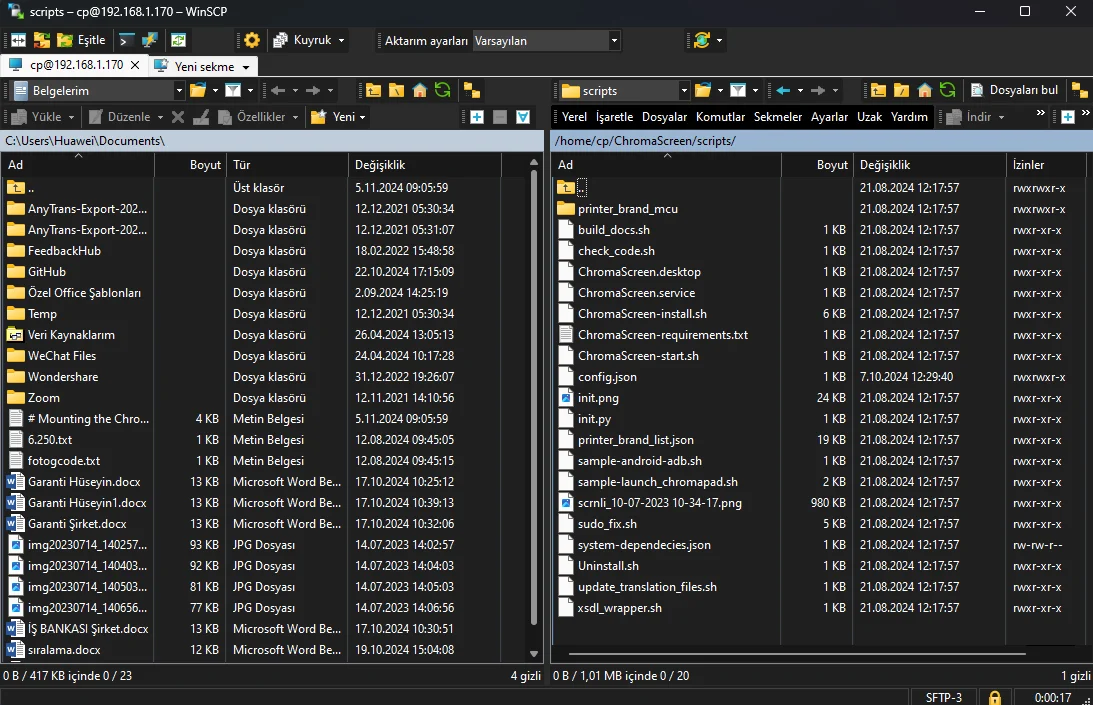 scripts – cp@192.168.1.170 – WinSCP
Eşitle Kuyruk Aktarım ayarları Varsayılan
cp@192.168.1.170 Yeni sekme
Belgelerim
Yükle Düzenle Özellikler Yeni
C:\Users\Huawei\Documents\
Ad Boyut Tür Değişiklik
.. Üst klasör 5.11.2024 09:05:59
AnyTrans-Export-202... Dosya klasörü 12.12.2021 05:30:34
AnyTrans-Export-202... Dosya klasörü 12.12.2021 05:31:07
FeedbackHub Dosya klasörü 18.02.2022 15:48:58
GitHub Dosya klasörü 22.10.2024 17:15:09
Özel Office Şablonları Dosya klasörü 2.09.2024 14:25:19
Temp Dosya klasörü 12.12.2021 05:30:34
Veri Kaynaklarım Dosya klasörü 26.04.2024 13:05:13
WeChat Files Dosya klasörü 24.04.2024 10:17:28
Wondershare Dosya klasörü 31.12.2022 19:26:07
Zoom Dosya klasörü 12.11.2021 14:10:56
# Mounting the Chro... 4 KB Metin Belgesi 5.11.2024 09:05:59
6.250.txt 1 KB Metin Belgesi 12.08.2024 09:45:05
fotogcode.txt 1 KB Metin Belgesi 12.08.2024 09:45:15
Garanti Hüseyin.docx 13 KB Microsoft Word Be... 17.10.2024 10:25:12
Garanti Hüseyin1.docx 13 KB Microsoft Word Be... 17.10.2024 10:39:13
Garanti Şirket.docx 13 KB Microsoft Word Be... 17.10.2024 10:32:06
img20230714_140257... 93 KB JPG Dosyası 14.07.2023 14:02:57
img20230714_140403... 92 KB JPG Dosyası 14.07.2023 14:04:03
img20230714_140503... 81 KB JPG Dosyası 14.07.2023 14:05:03
img20230714_140656... 77 KB JPG Dosyası 14.07.2023 14:06:56
İŞ BANKASI Şirket.docx 13 KB Microsoft Word Be... 17.10.2024 10:30:51
sıralama.docx 12 KB Microsoft Word Be... 19.10.2024 15:04:08
0 B / 417 KB içinde 0 / 23 4 gizli
scripts Dosyaları bul
Yerel İşaretle Dosyalar Komutlar Sekmeler Ayarlar Uzak Yardım İndir
/home/cp/ChromaScreen/scripts/
Ad Boyut Değişiklik İzinler
.. 21.08.2024 12:17:57 rwxrwxr-x
printer_brand_mcu 21.08.2024 12:17:57 rwxrwxr-x
build_docs.sh 1 KB 21.08.2024 12:17:57 rwxr-xr-x
check_code.sh 1 KB 21.08.2024 12:17:57 rwxr-xr-x
ChromaScreen.desktop 1 KB 21.08.2024 12:17:57 rwxr-xr-x
ChromaScreen.service 1 KB 21.08.2024 12:17:57 rwxr-xr-x
ChromaScreen-install.sh 6 KB 21.08.2024 12:17:57 rwxr-xr-x
ChromaScreen-requirements.txt 1 KB 21.08.2024 12:17:57 rwxr-xr-x
ChromaScreen-start.sh 1 KB 21.08.2024 12:17:57 rwxr-xr-x
config.json 1 KB 7.10.2024 12:29:40 rwxrwxr-x
init.png 24 KB 21.08.2024 12:17:57 rwxr-xr-x
init.py 1 KB 21.08.2024 12:17:57 rwxr-xr-x
printer_brand_list.json 19 KB 21.08.2024 12:17:57 rwxr-xr-x
sample-android-adb.sh 1 KB 21.08.2024 12:17:57 rwxr-xr-x
sample-launch_chromapad.sh 2 KB 21.08.2024 12:17:57 rwxr-xr-x
scrnli_10-07-2023 10-34-17.png 980 KB 21.08.2024 12:17:57 rwxr-xr-x
sudo_fix.sh 5 KB 21.08.2024 12:17:57 rwxr-xr-x
system-dependecies.json 1 KB 21.08.2024 12:17:57 rw-rw-r--
Uninstall.sh 1 KB 21.08.2024 12:17:57 rwxr-xr-x
update_translation_files.sh 1 KB 21.08.2024 12:17:57 rwxr-xr-x
xsdl_wrapper.sh 1 KB 21.08.2024 12:17:57 rwxr-xr-x
0 B / 1,01 MB içinde 0 / 20 1 gizli
SFTP-3 0:00:17